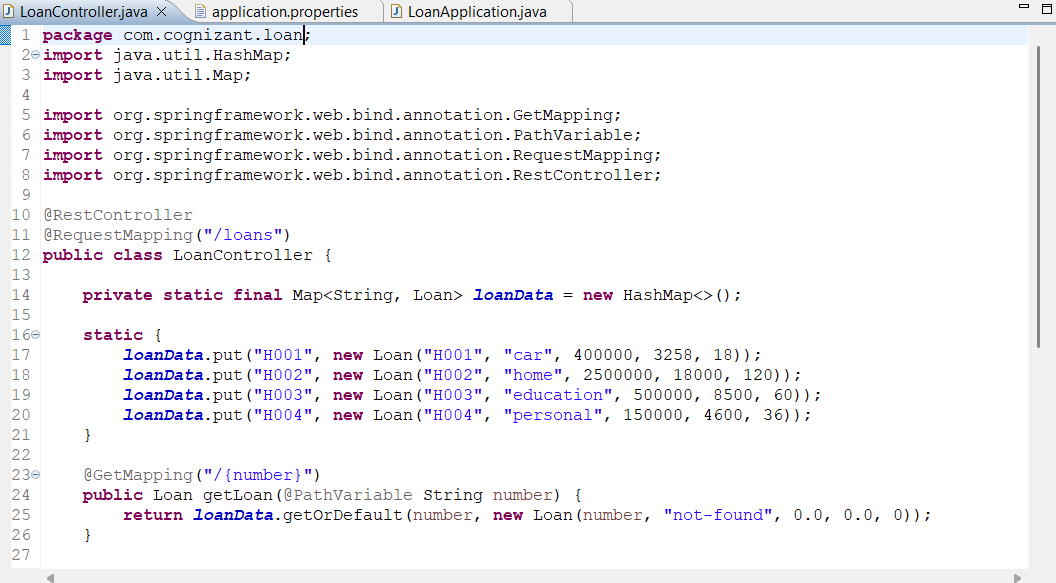 LoanController.java
application.properties
LoanApplication.java
1 package com.cognizant.loan;
2 import java.util.HashMap;
3 import java.util.Map;
4
5 import org.springframework.web.bind.annotation.GetMapping;
6 import org.springframework.web.bind.annotation.PathVariable;
7 import org.springframework.web.bind.annotation.RequestMapping;
8 import org.springframework.web.bind.annotation.RestController;
9
10 @RestController
11 @RequestMapping("/loans")
12 public class LoanController {
13
14     private static final Map<String, Loan> loanData = new HashMap<>();
15
16     static {
17         loanData.put("H001", new Loan("H001", "car", 400000, 3258, 18));
18         loanData.put("H002", new Loan("H002", "home", 2500000, 18000, 120));
19         loanData.put("H003", new Loan("H003", "education", 500000, 8500, 60));
20         loanData.put("H004", new Loan("H004", "personal", 150000, 4600, 36));
21     }
22
23     @GetMapping("/{number}")
24     public Loan getLoan(@PathVariable String number) {
25         return loanData.getOrDefault(number, new Loan(number, "not-found", 0.0, 0.0, 0));
26     }
27